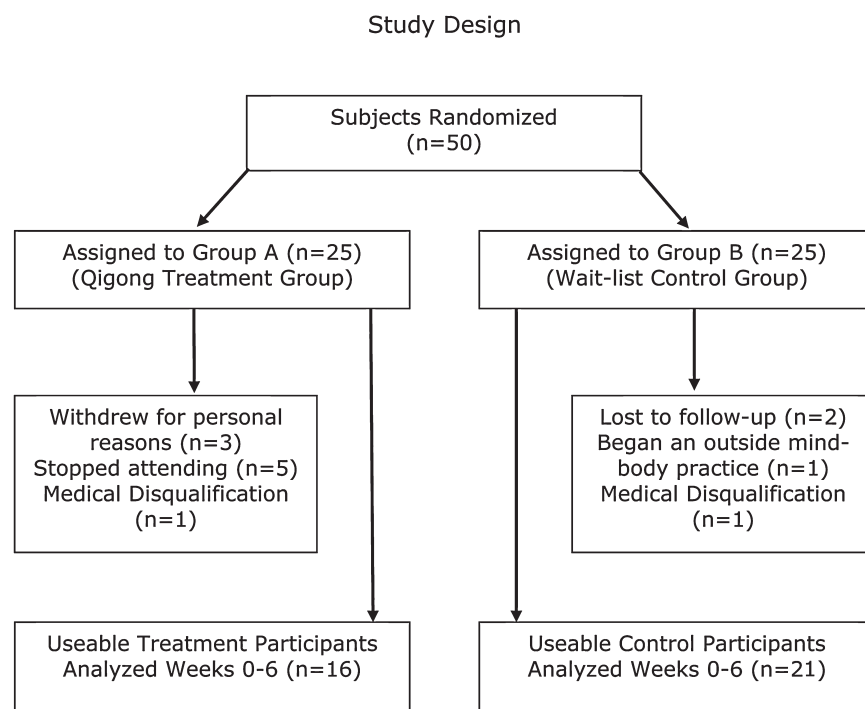 Study Design
Subjects Randomized
(n=50)
Assigned to Group A (n=25)
(Qigong Treatment Group)
Assigned to Group B (n=25)
(Wait-list Control Group)
Withdrew for personal
reasons (n=3)
Stopped attending (n=5)
Medical Disqualification
(n=1)
Lost to follow-up (n=2)
Began an outside mind-
body practice (n=1)
Medical Disqualification
(n=1)
Useable Treatment Participants
Analyzed Weeks 0-6 (n=16)
Useable Control Participants
Analyzed Weeks 0-6 (n=21)